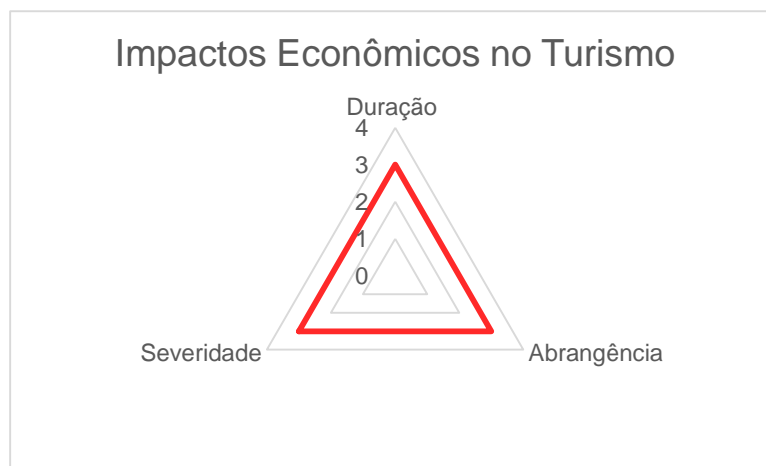 Impactos Econômicos no Turismo
Duração
4
3
2
1
0
Severidade
Abrangência